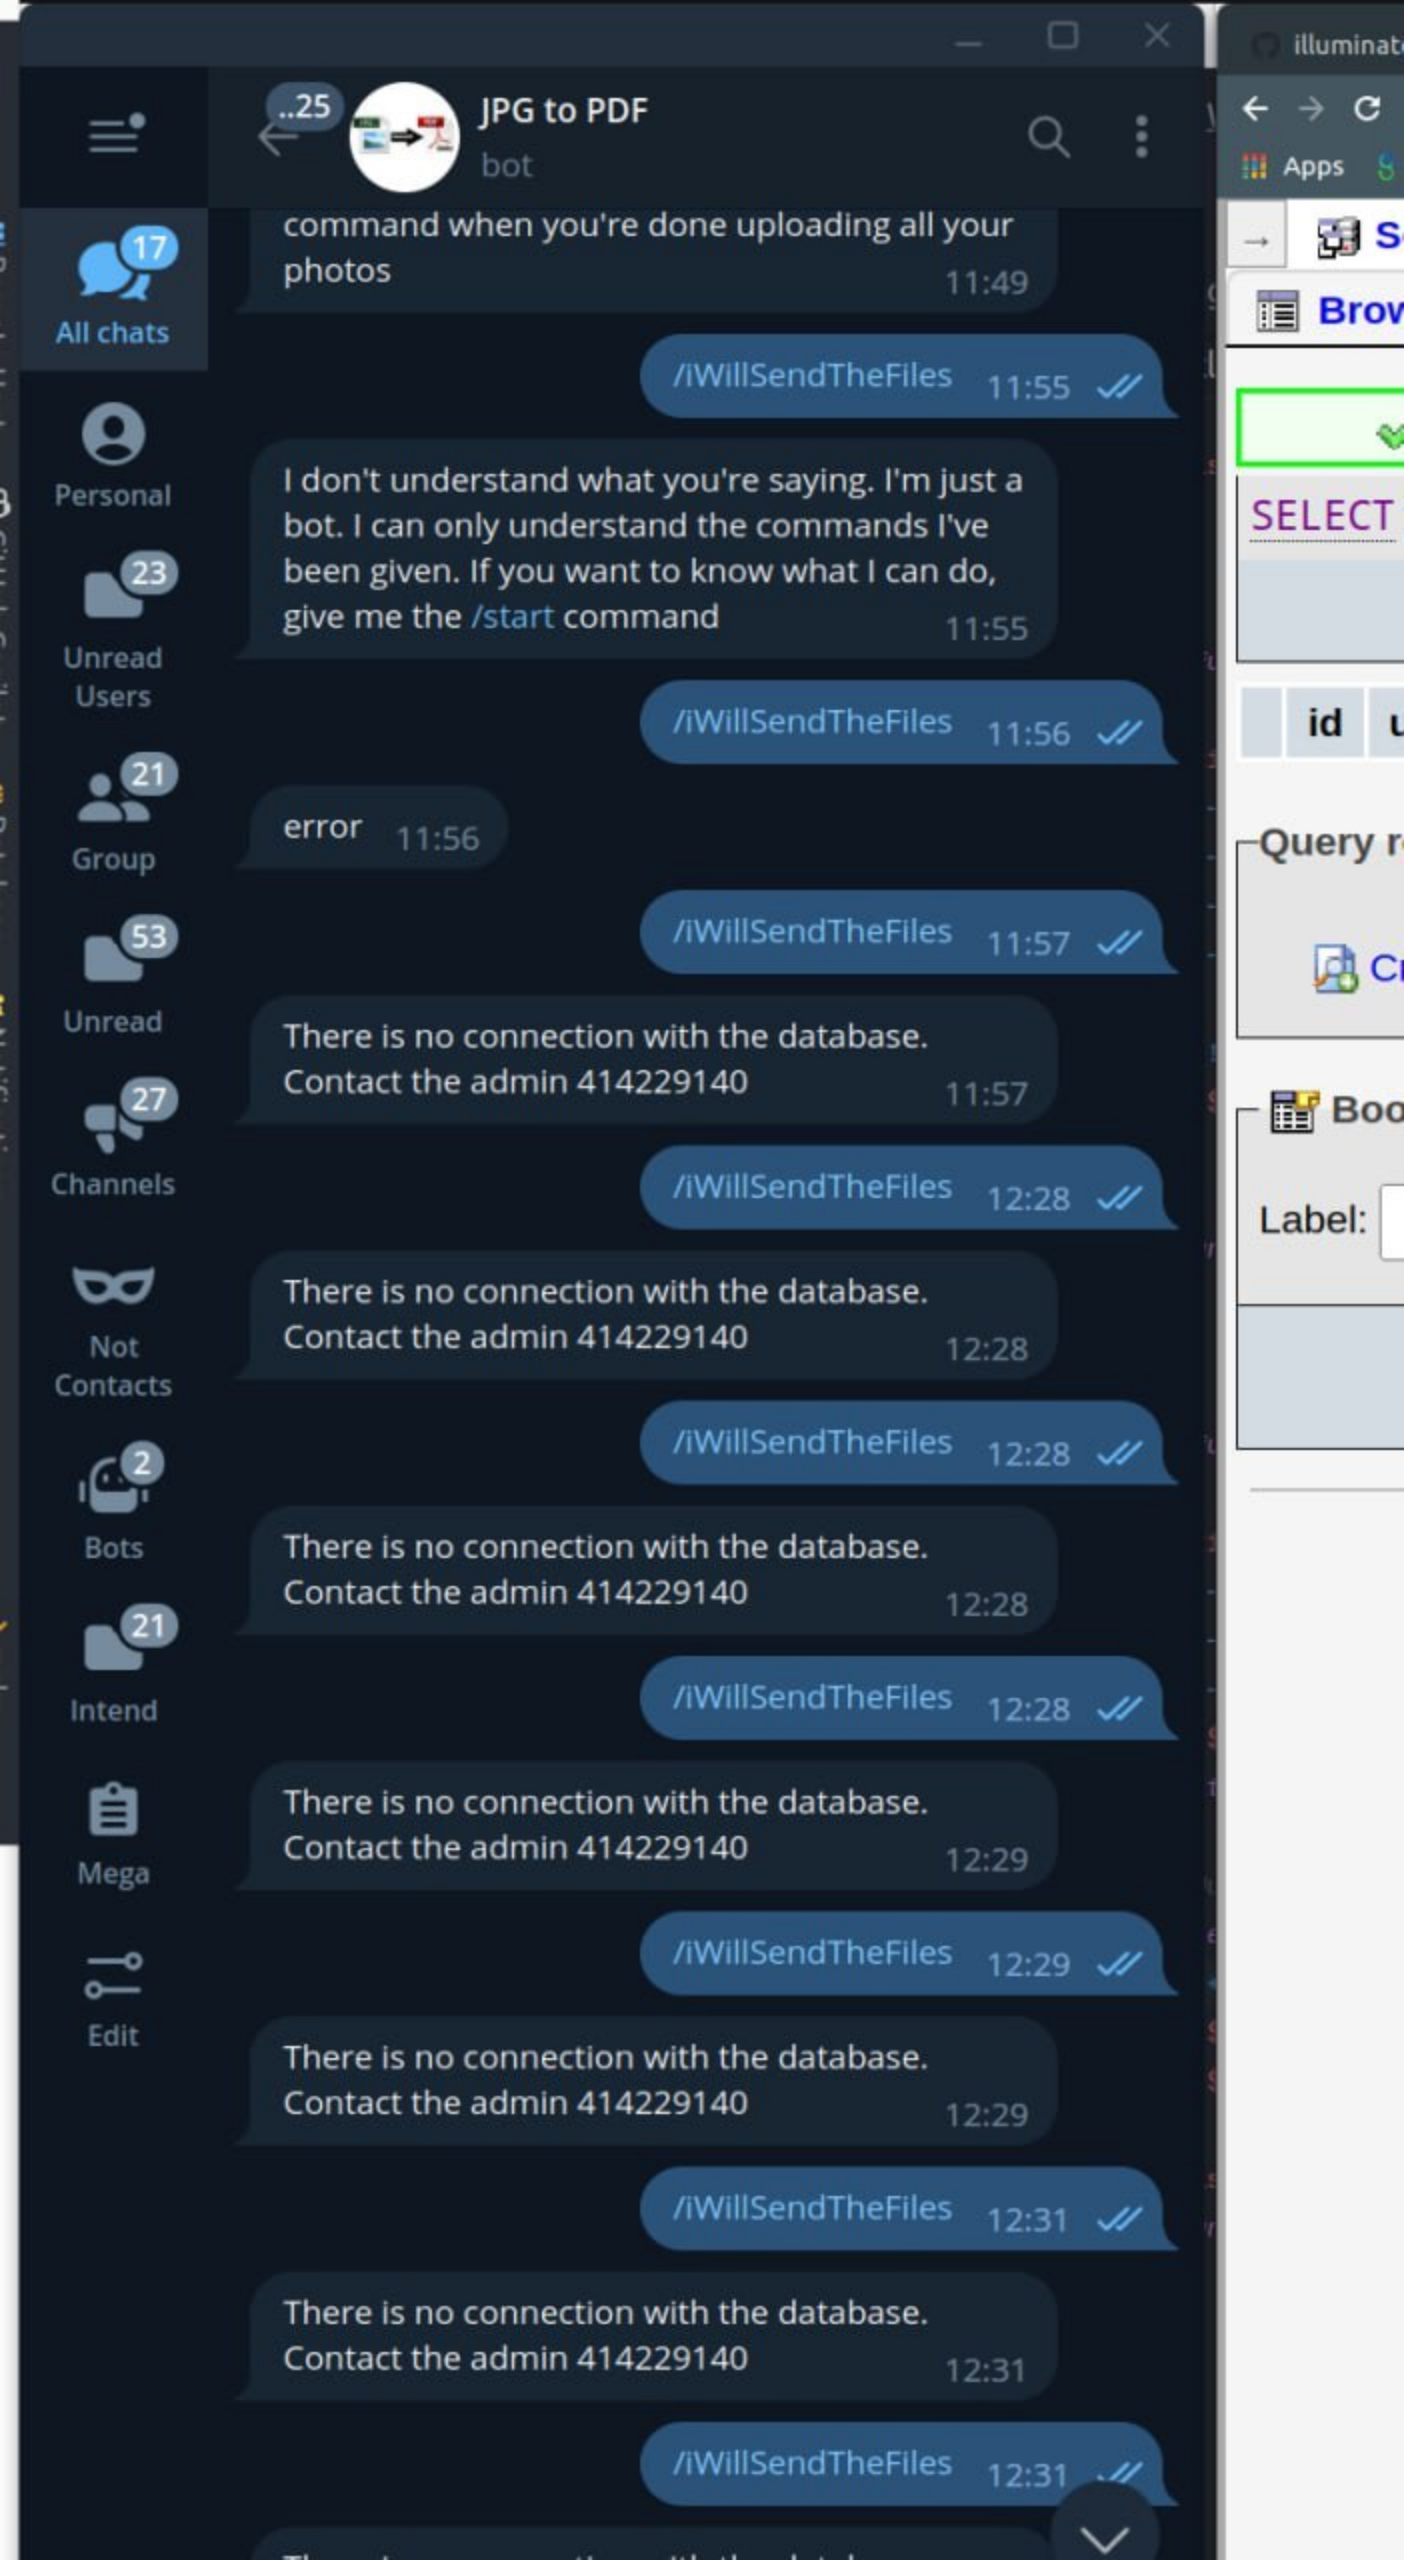 ..25
JPG to PDF
bot
17
All chats
Personal
23
Unread
Users
21
Group
53
Unread
27
Channels
Not
Contacts
2
Bots
21
Intend
Mega
Edit
command when you're done uploading all your
photos
11:49
/iWillSendTheFiles 11:55
I don't understand what you're saying. I'm just a
bot. I can only understand the commands I've
been given. If you want to know what I can do,
give me the /start command
11:55
/iWillSendTheFiles 11:56
error 11:56
/iWillSendTheFiles 11:57
There is no connection with the database.
Contact the admin 414229140
11:57
/iWillSendTheFiles 12:28
There is no connection with the database.
Contact the admin 414229140
12:28
/iWillSendTheFiles 12:28
There is no connection with the database.
Contact the admin 414229140
12:28
/iWillSendTheFiles 12:28
There is no connection with the database.
Contact the admin 414229140
12:29
/iWillSendTheFiles 12:29
There is no connection with the database.
Contact the admin 414229140
12:29
/iWillSendTheFiles 12:31
There is no connection with the database.
Contact the admin 414229140
12:31
/iWillSendTheFiles 12:31
Apps
SELECT
id
Query
Label: